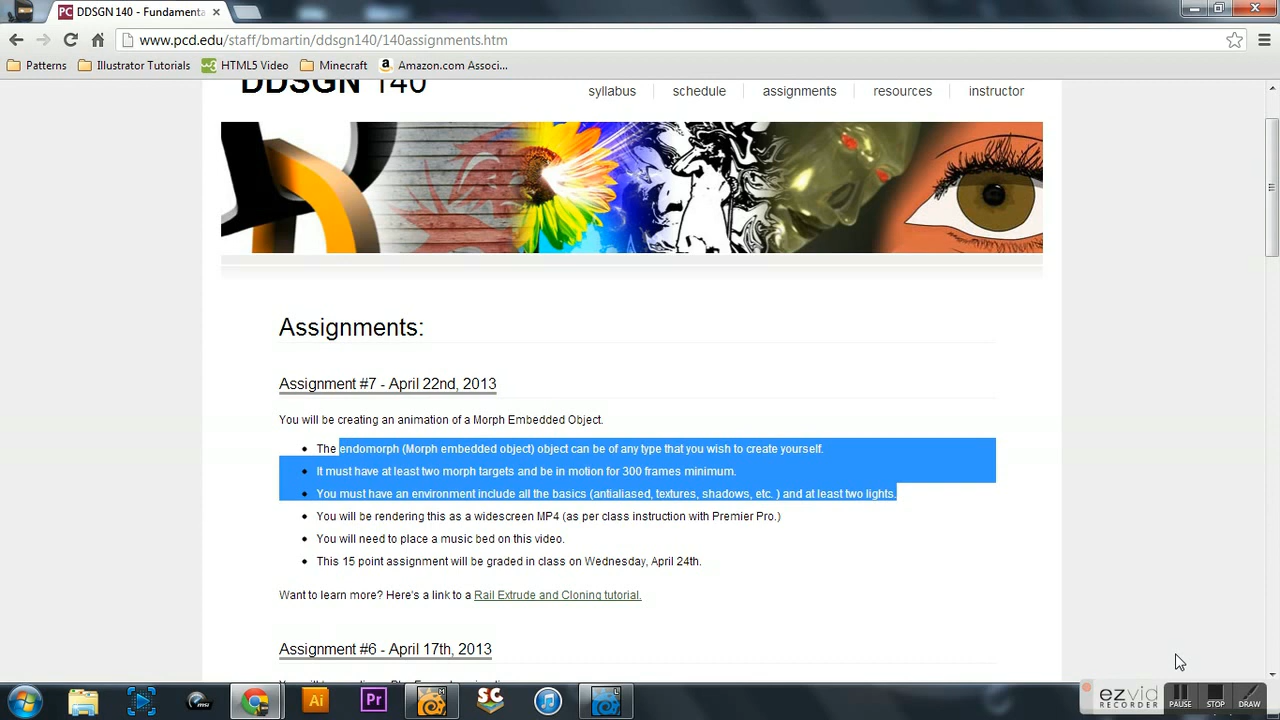 DDSGN 140 - Fundamenta
www.pcd.edu/staff/bmartin/ddsgn140/140assignments.htm
Patterns Illustrator Tutorials HTML5 Video Minecraft Amazon.com Associ...
DDSGN 140
syllabus schedule assignments resources instructor
Assignments:
Assignment #7 - April 22nd, 2013
You will be creating an animation of a Morph Embedded Object.
The endomorph (Morph embedded object) object can be of any type that you wish to create yourself.
It must have at least two morph targets and be in motion for 300 frames minimum.
You must have an environment include all the basics (antialiased, textures, shadows, etc. ) and at least two lights.
You will be rendering this as a widescreen MP4 (as per class instruction with Premier Pro.)
You will need to place a music bed on this video.
This 15 point assignment will be graded in class on Wednesday, April 24th.
Want to learn more? Here's a link to a Rail Extrude and Cloning tutorial.
Assignment #6 - April 17th, 2013
msi Ai Pr SC
ezvid
RECORDER
PAUSE STOP DRAW